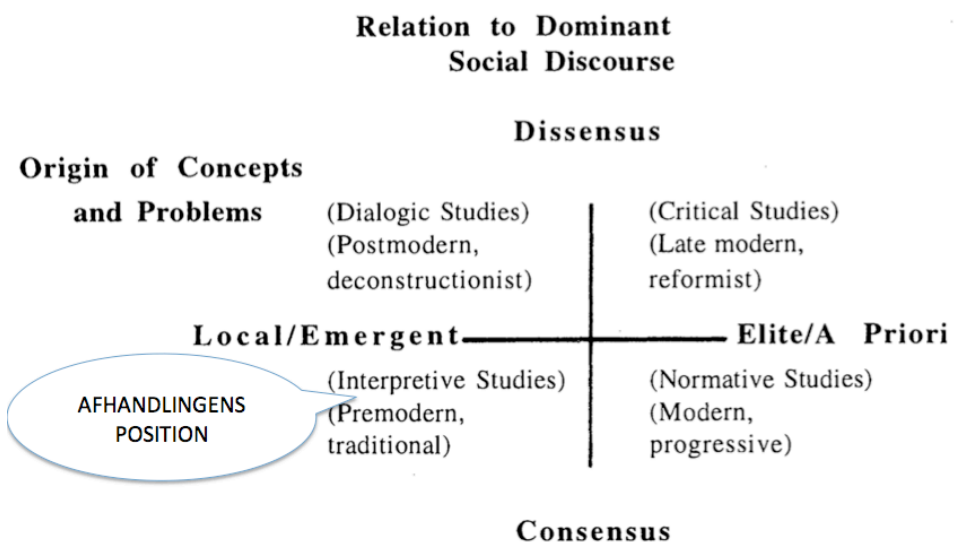 Relation to Dominant
Social Discourse
Dissensus
Origin of Concepts
and Problems
(Dialogic Studies)
(Postmodern,
deconstructionist)
(Critical Studies)
(Late modern,
reformist)
Local/Emergent
Elite/A Priori
AFHANDLINGENS
POSITION
(Interpretive Studies)
(Premodern,
traditional)
(Normative Studies)
(Modern,
progressive)
Consensus